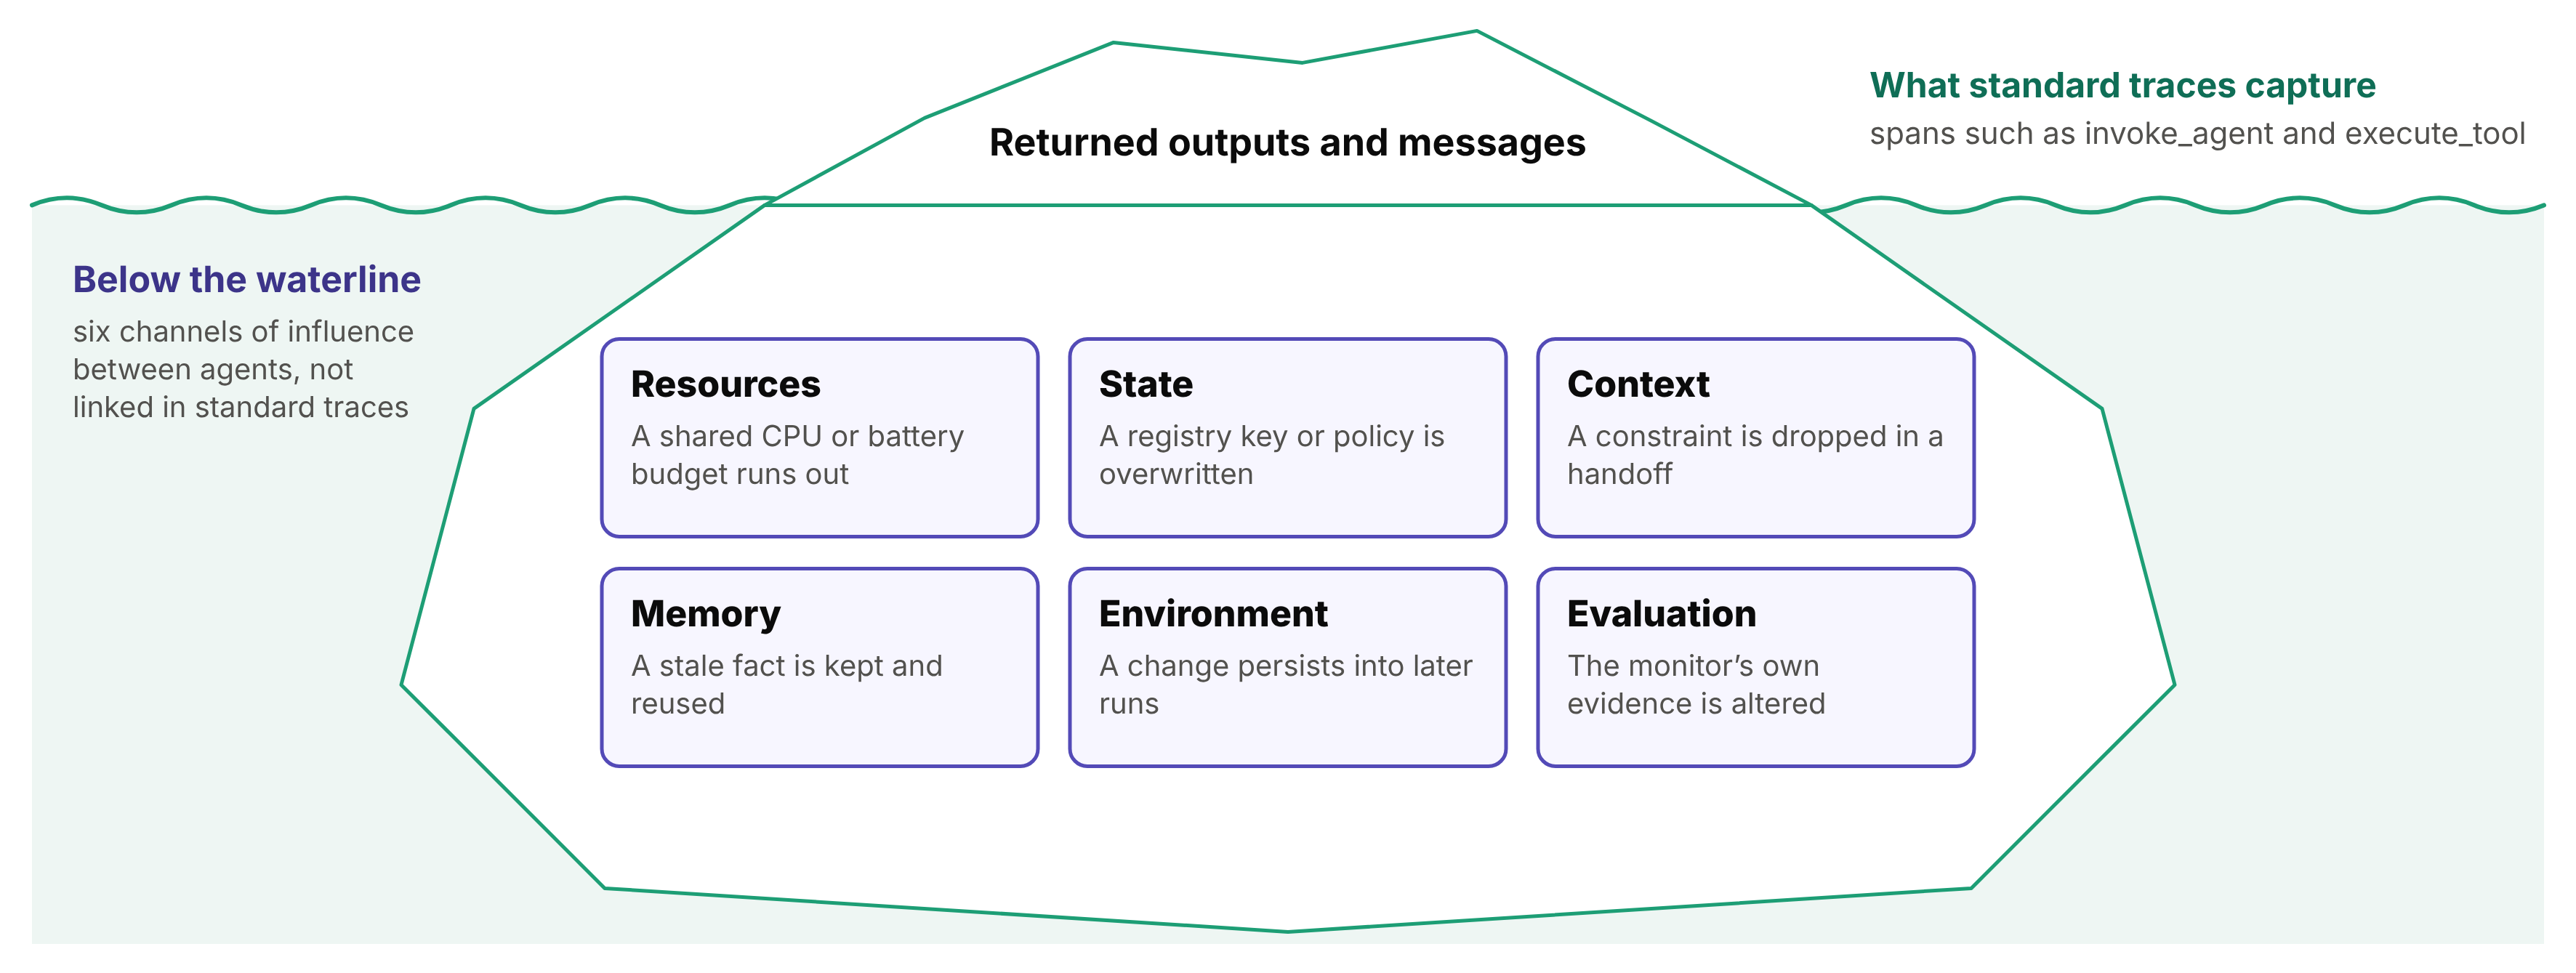 What standard traces capture
spans such as invoke_agent and execute_tool
Returned outputs and messages
Below the waterline
six channels of influence
between agents, not
linked in standard traces
Resources
A shared CPU or battery
budget runs out
State
A registry key or policy is
overwritten
Context
A constraint is dropped in a
handoff
Memory
A stale fact is kept and
reused
Environment
A change persists into later
runs
Evaluation
The monitor’s own
evidence is altered